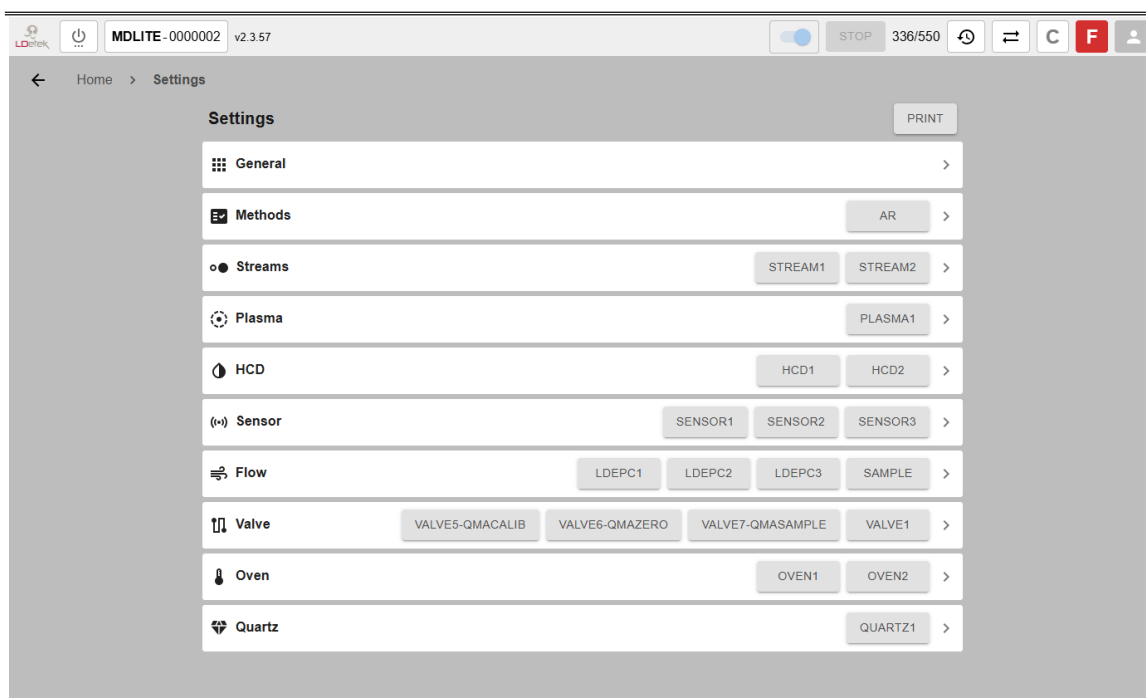 LDetek MDLITE-0000002 v2.3.57 STOP 336/550 C F
Home > Settings
Settings PRINT
General
Methods AR
Streams STREAM1 STREAM2
Plasma PLASMA1
HCD HCD1 HCD2
Sensor SENSOR1 SENSOR2 SENSOR3
Flow LDEPC1 LDEPC2 LDEPC3 SAMPLE
Valve VALVE5-QMACALIB VALVE6-QMAZERO VALVE7-QMASAMPLE VALVE1
Oven OVEN1 OVEN2
Quartz QUARTZ1